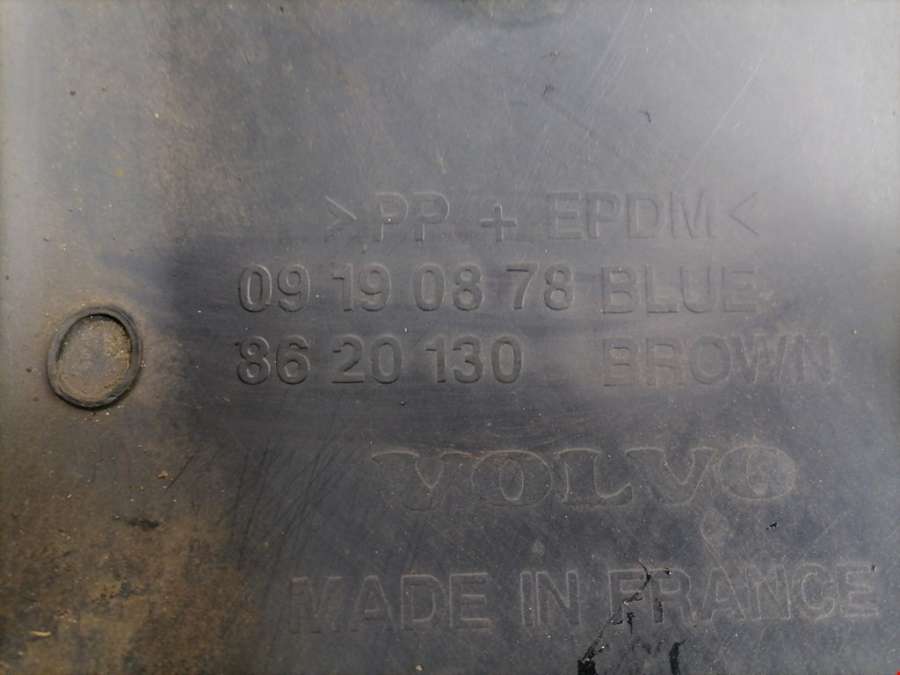 >PP + EPDM<
09 19 08 78 BLUE
86 20 130 BROWN
VOLVO
MADE IN FRANCE